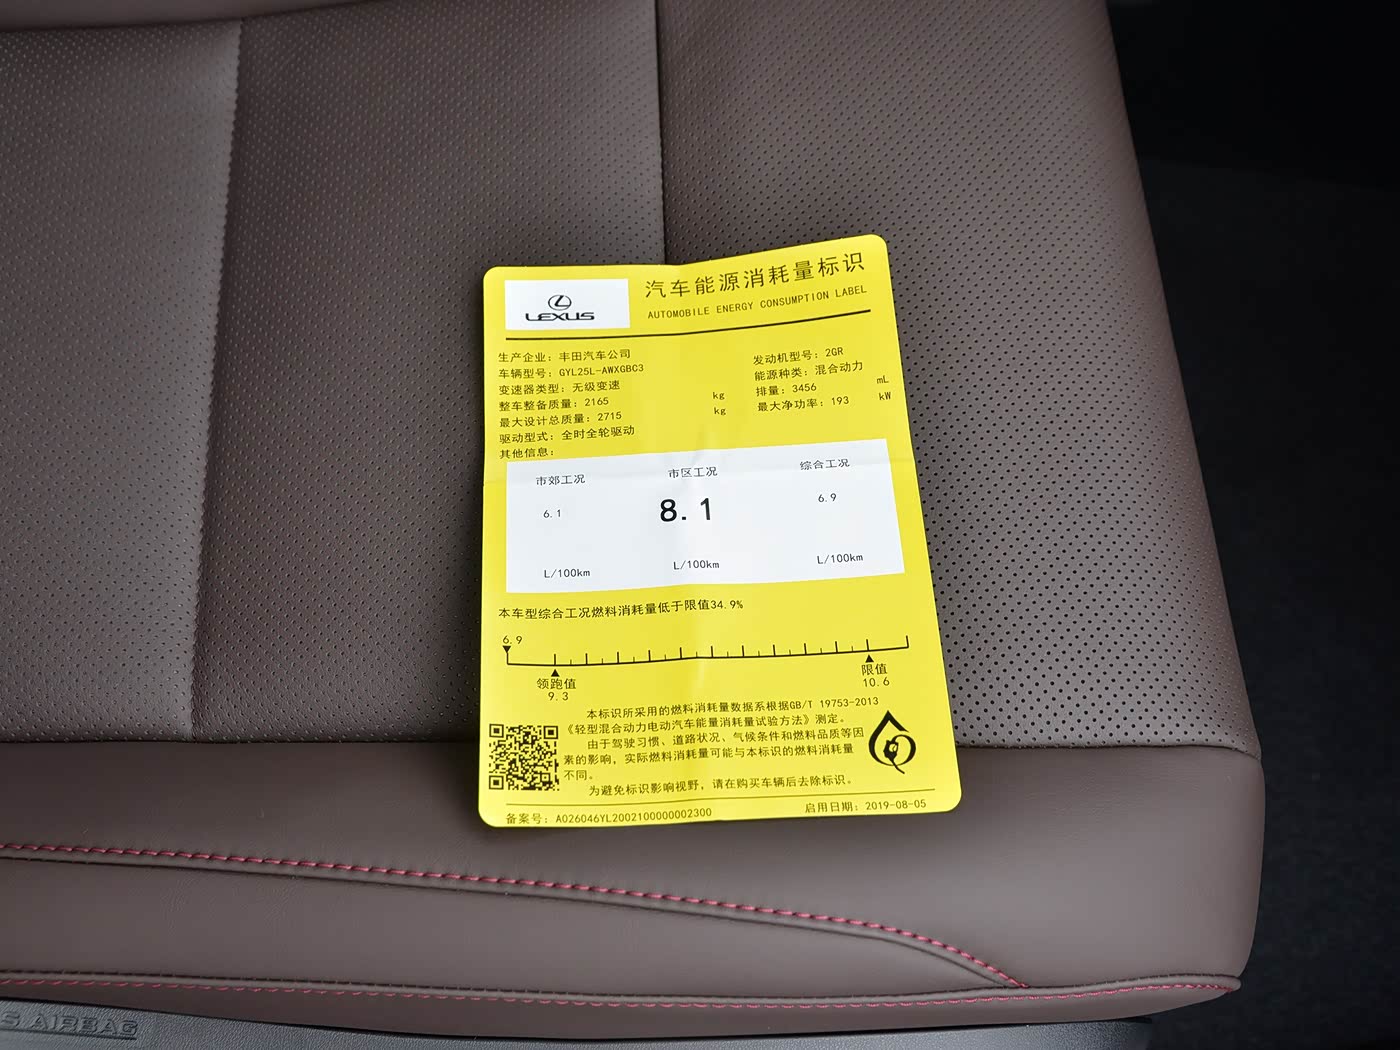 LEXUS
汽车能源消耗量标识
AUTOMOBILE ENERGY CONSUMPTION LABEL
生产企业：丰田汽车公司
车辆型号：GYL25L-AWXGBC3
变速器类型：无级变速
整车整备质量：2165 kg
最大设计总质量：2715 kg
驱动型式：全时全轮驱动
其他信息：
发动机型号：2GR
能源种类：混合动力
排量：3456 mL
最大净功率：193 kW
市郊工况 市区工况 综合工况
6.1 8.1 6.9
L/100km L/100km L/100km
本车型综合工况燃料消耗量低于限值34.9%
6.9
领跑值 限值
9.3 10.6
本标识所采用的燃料消耗量数据系根据GB/T 19753-2013
《轻型混合动力电动汽车能量消耗量试验方法》测定。
由于驾驶习惯、道路状况、气候条件和燃料品质等因
素的影响，实际燃料消耗量可能与本标识的燃料消耗量
不同。
为避免标识影响视野，请在购买车辆后去除标识。
备案号：A026046YL2002100000002300 启用日期：2019-08-05
S AIRBAG